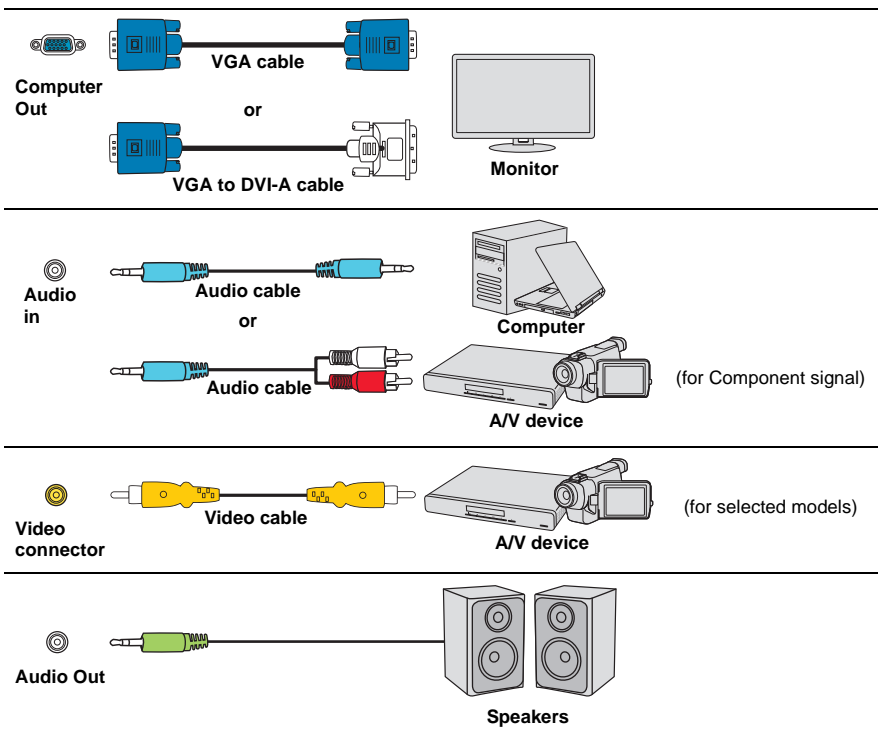 VGA cable
Computer
Out
or
VGA to DVI-A cable
Monitor
Audio
in
Audio cable
or
Computer
Audio cable
A/V device
(for Component signal)
Video
connector
Video cable
A/V device
(for selected models)
Audio Out
Speakers